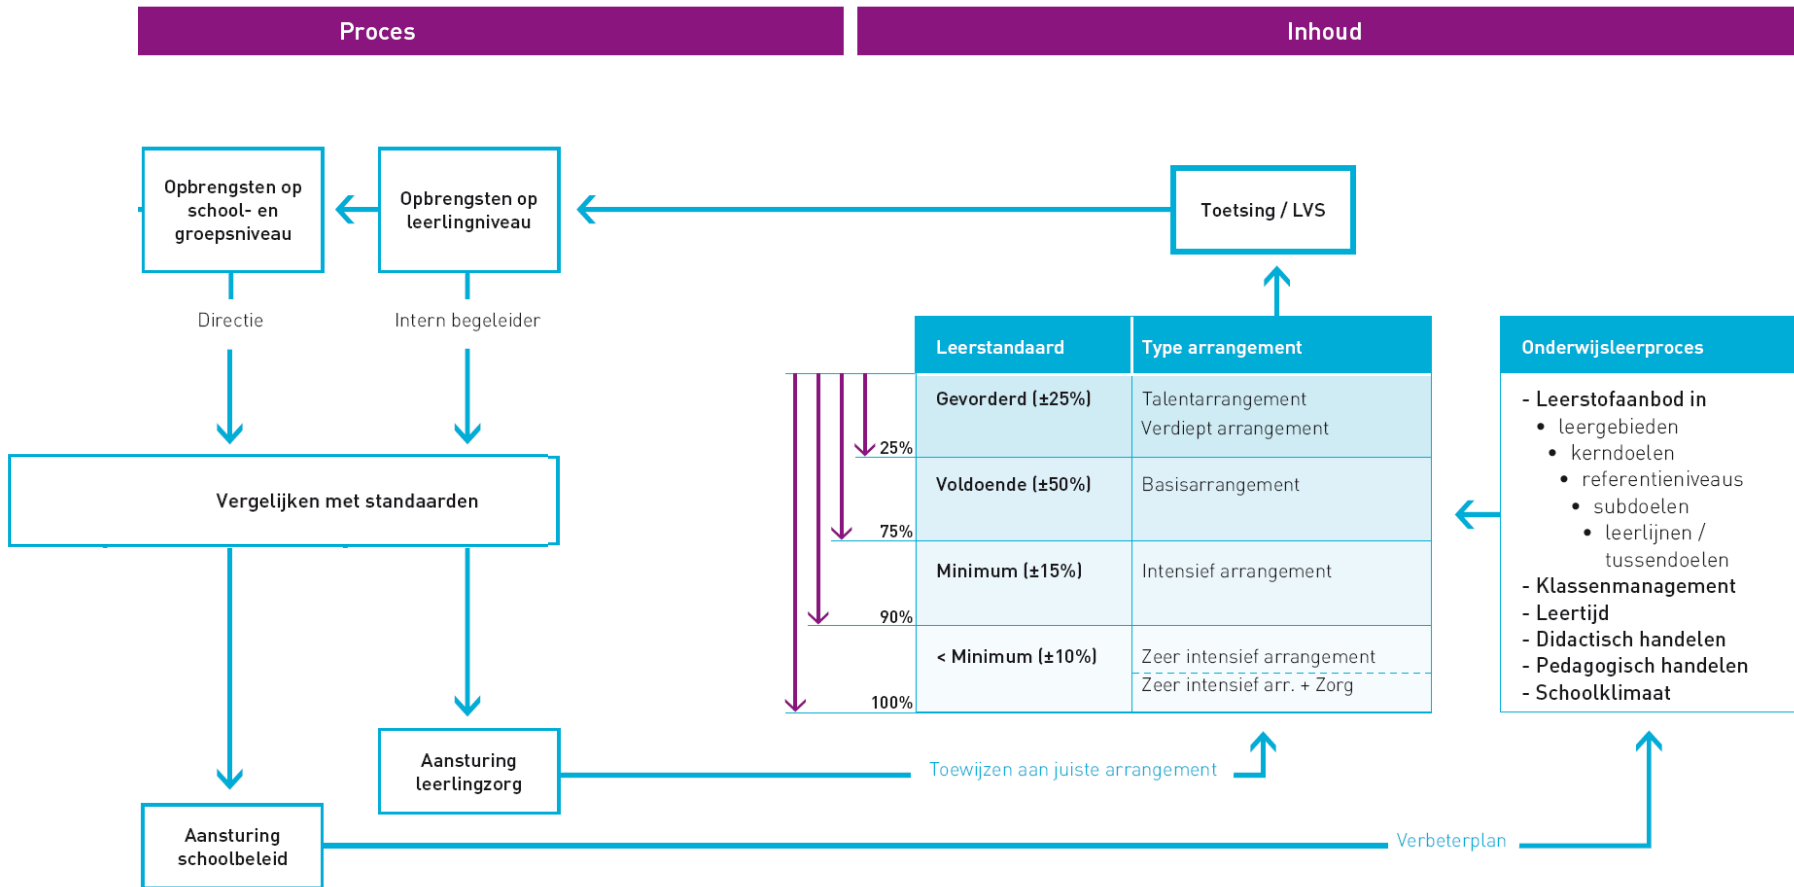 Proces
Inhoud
Opbrengsten op
school- en
groepsniveau
Opbrengsten op
leerlingniveau
Toetsing / LVS
Directie
Intern begeleider
Vergelijken met standaarden
Aansturing
leerlingzorg
Aansturing
schoolbeleid
Leerstandaard
Type arrangement
Gevorderd (±25%)
Talentarrangement
Verdiept arrangement
25%
Voldoende (±50%)
Basisarrangement
75%
Minimum (±15%)
Intensief arrangement
90%
< Minimum (±10%)
Zeer intensief arrangement
Zeer intensief arr. + Zorg
100%
Onderwijsleerproces
- Leerstofaanbod in
• leergebieden
• kerndoelen
• referentieniveaus
• subdoelen
• leerlijnen /
tussendoelen
- Klassenmanagement
- Leertijd
- Didactisch handelen
- Pedagogisch handelen
- Schoolklimaat
Toewijzen aan juiste arrangement
Verbeterplan